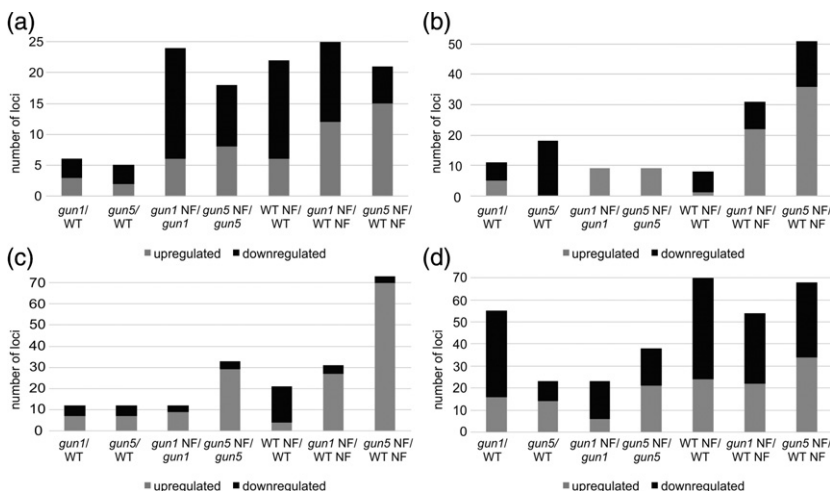 (a)
(b)
number of loci
25
20
15
10
5
0
gun1/ gun5/ gun1 NF/ gun5 NF/ WT NF/ gun1 NF/ gun5 NF/
WT WT gun1 gun5 WT WT NF WT NF
upregulated downregulated
number of loci
50
40
30
20
10
0
gun1/ gun5/ gun1 NF/ gun5 NF/ WT NF/ gun1 NF/ gun5 NF/
WT WT gun1 gun5 WT WT NF WT NF
upregulated downregulated
(c)
(d)
number of loci
70
60
50
40
30
20
10
0
gun1/ gun5/ gun1 NF/ gun5 NF/ WT NF/ gun1 NF/ gun5 NF/
WT WT gun1 gun5 WT WT NF WT NF
upregulated downregulated
number of loci
70
60
50
40
30
20
10
0
gun1/ gun5/ gun1 NF/ gun5 NF/ WT NF/ gun1 NF/ gun5 NF/
WT WT gun1 gun5 WT WT NF WT NF
upregulated downregulated